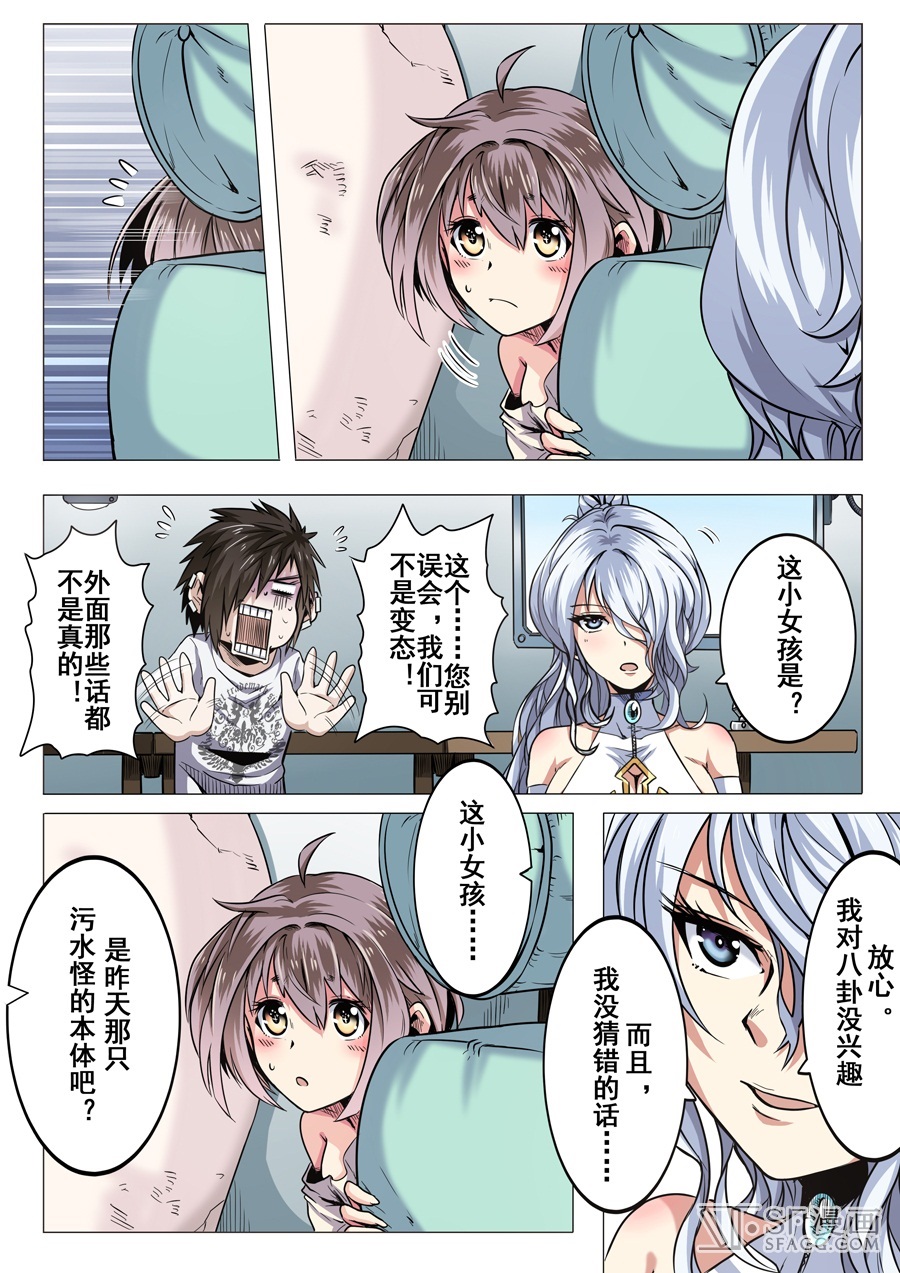 这小女孩是？
这个……您别
误会，我们可
不是变态！
外面那些话都
不是真的！
放心。
我对八卦没兴趣
而且，
我没猜错的话……
这小女孩……
是昨天那只
污水怪的本体吧？
SF漫画
SFACG.COM